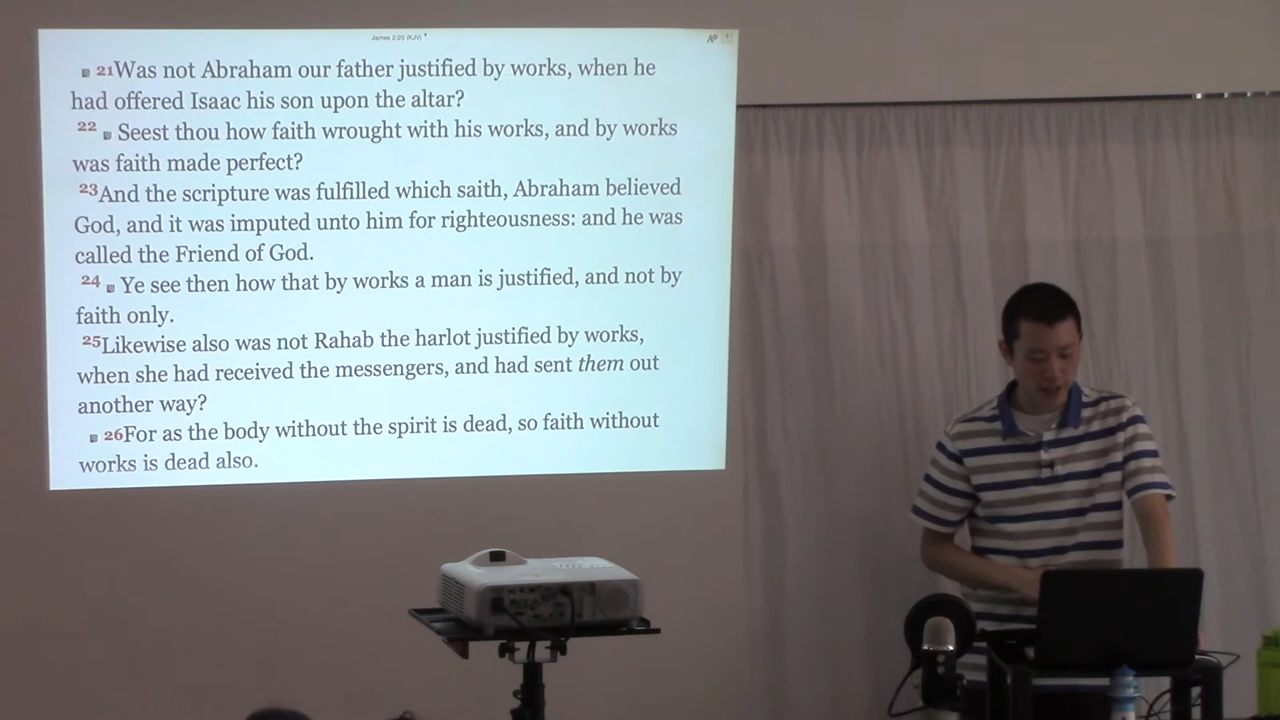 James 2:20 (KJV)
21Was not Abraham our father justified by works, when he
had offered Isaac his son upon the altar?
22 Seest thou how faith wrought with his works, and by works
was faith made perfect?
23And the scripture was fulfilled which saith, Abraham believed
God, and it was imputed unto him for righteousness: and he was
called the Friend of God.
24 Ye see then how that by works a man is justified, and not by
faith only.
25Likewise also was not Rahab the harlot justified by works,
when she had received the messengers, and had sent them out
another way?
26For as the body without the spirit is dead, so faith without
works is dead also.